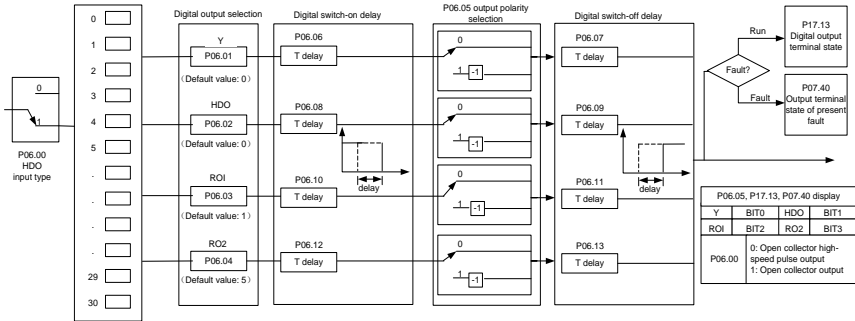 0
1
P06.00
HDO
input type
0
1
2
3
4
5
.
.
.
.
29
30
Digital output selection
Y
P06.01
（Default value: 0）
HDO
P06.02
（Default value: 0）
ROI
P06.03
（Default value: 1）
RO2
P06.04
（Default value: 5）
Digital switch-on delay
P06.06
T delay
P06.08
T delay
delay
P06.10
T delay
P06.12
T delay
P06.05 output polarity
selection
0
1
-1
0
1
-1
0
1
-1
0
1
-1
Digital switch-off delay
P06.07
T delay
P06.09
T delay
delay
P06.11
T delay
P06.13
T delay
Run
Fault?
Fault
P17.13
Digital output
terminal state
P07.40
Output terminal
state of present
fault
P06.05, P17.13, P07.40 display
Y BIT0 HDO BIT1
ROI BIT2 RO2 BIT3
P06.00
0: Open collector high-
speed pulse output
1: Open collector output